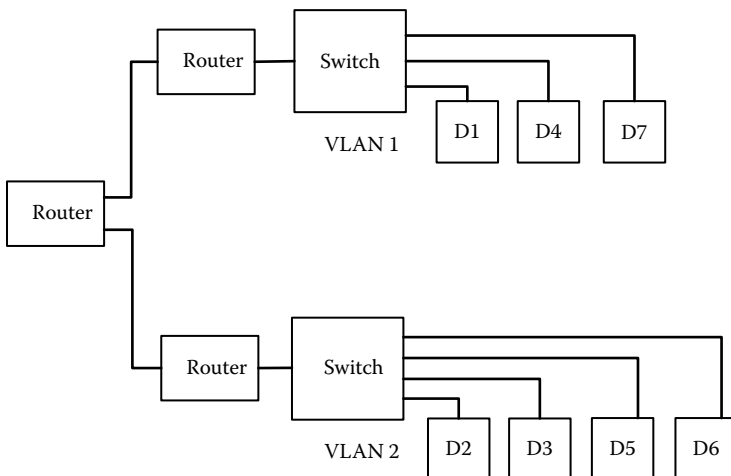 Router
Switch
D1
D4
D7
VLAN 1
Router
Router
Switch
D2
D3
D5
D6
VLAN 2